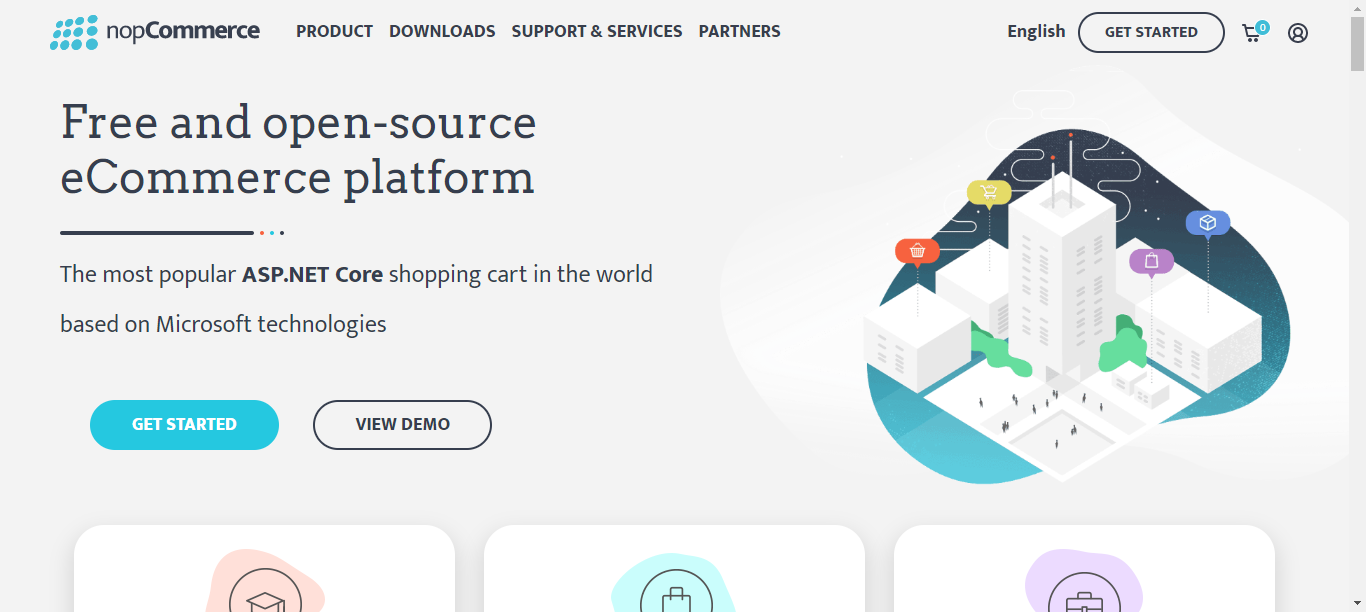 nopCommerce PRODUCT DOWNLOADS SUPPORT & SERVICES PARTNERS English GET STARTED 0
Free and open-source
eCommerce platform
The most popular ASP.NET Core shopping cart in the world
based on Microsoft technologies
GET STARTED VIEW DEMO